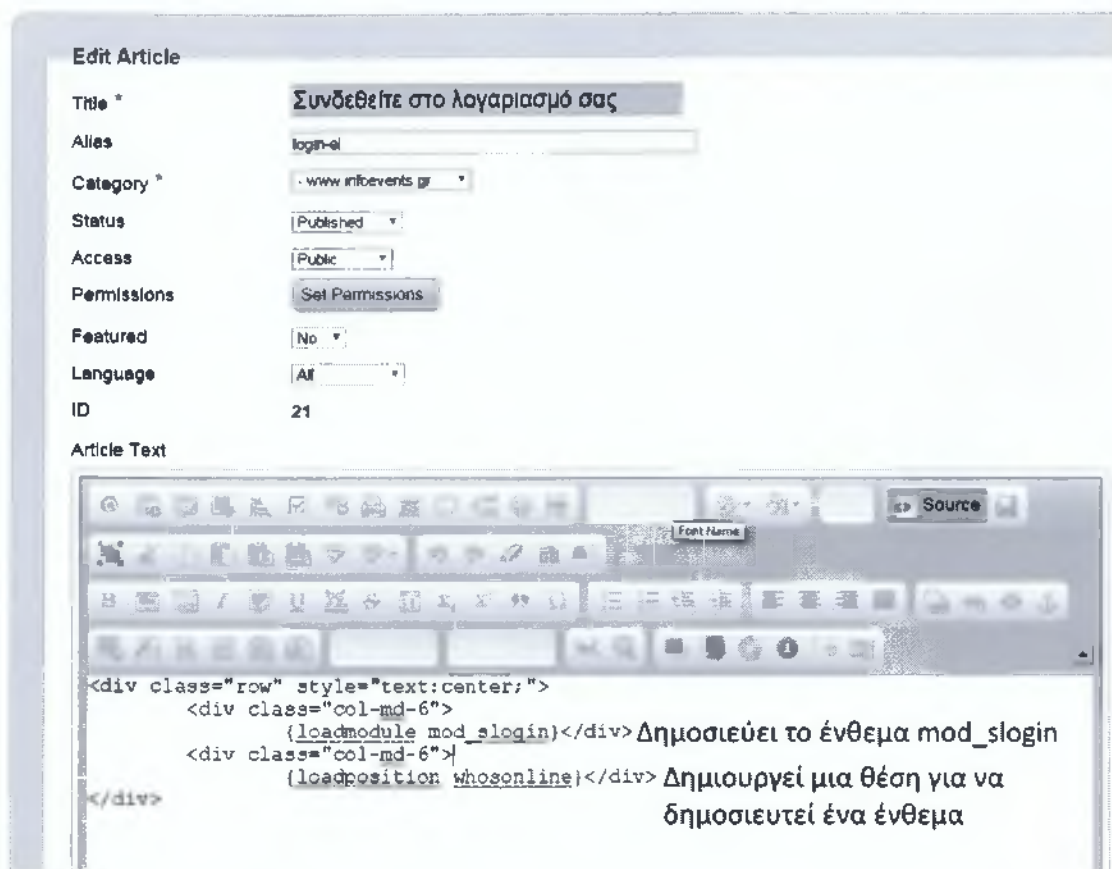 Edit Article
Title * Συνδεθείτε στο λογαριασμό σας
Alias login-el
Category * - www infoevents gr
Status Published
Access Public
Permissions Set Permissions
Featured No
Language All
ID 21
Article Text
Source
Font Name
<div class="row" style="text:center;">
<div class="col-md-6">
{loadmodule mod_slogin}</div> Δημοσιεύει το ένθεμα mod_slogin
<div class="col-md-6">
{loadposition whosonline}</div> Δημιουργεί μια θέση για να
δημοσιευτεί ένα ένθεμα
</div>